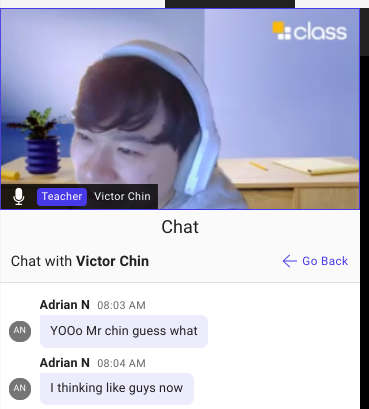 class
Teacher Victor Chin
Chat
Chat with Victor Chin Go Back
Adrian N 08:03 AM
AN YOOo Mr chin guess what
Adrian N 08:04 AM
AN I thinking like guys now